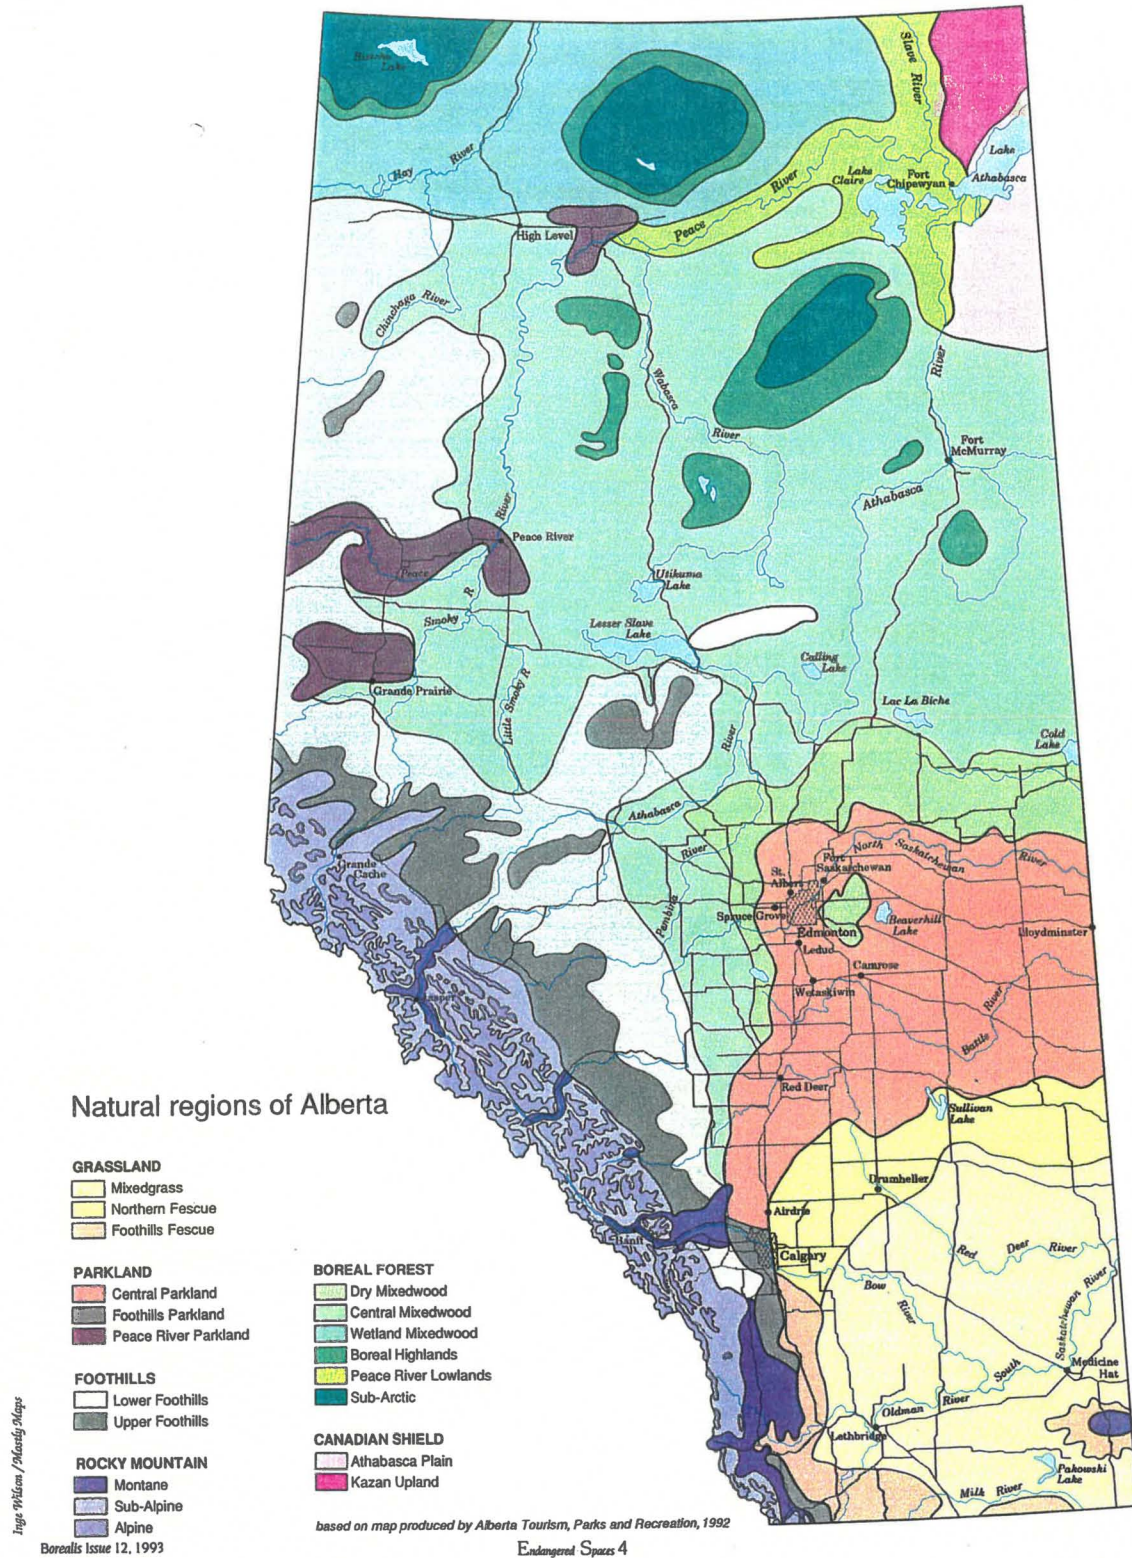 Bistcho
Lake
Slave River
Hay River
Lake
Athabasca
Lake
Claire
Fort
Chipewyan
Peace River
High Level
Chinchaga River
Wabasca River
River
Fort
McMurray
Athabasca
River
Peace River
Peace
Smoky R
Utikuma
Lake
Lesser Slave
Lake
Calling
Lake
Grande Prairie
Little Smoky R
Lac La Biche
Cold
Lake
River
Athabasca
River
Pembina
Grande
Cache
North Saskatchewan River
Fort
Saskatchewan
St.
Albert
Spruce Grove
Edmonton
Beaverhill
Lake
Lloydminster
Leduc
Camrose
Wetaskiwin
Jasper
Battle River
Red Deer
Sullivan
Lake
Drumheller
Airdrie
Banff
Calgary
Red Deer River
Bow River
South Saskatchewan River
Medicine
Hat
Oldman River
Lethbridge
Pakowski
Lake
Milk River
Natural regions of Alberta
GRASSLAND
Mixedgrass
Northern Fescue
Foothills Fescue
PARKLAND
Central Parkland
Foothills Parkland
Peace River Parkland
FOOTHILLS
Lower Foothills
Upper Foothills
ROCKY MOUNTAIN
Montane
Sub-Alpine
Alpine
BOREAL FOREST
Dry Mixedwood
Central Mixedwood
Wetland Mixedwood
Boreal Highlands
Peace River Lowlands
Sub-Arctic
CANADIAN SHIELD
Athabasca Plain
Kazan Upland
based on map produced by Alberta Tourism, Parks and Recreation, 1992
Inge Wilson/Mostly Maps
Borealis Issue 12, 1993
Endangered Spaces 4